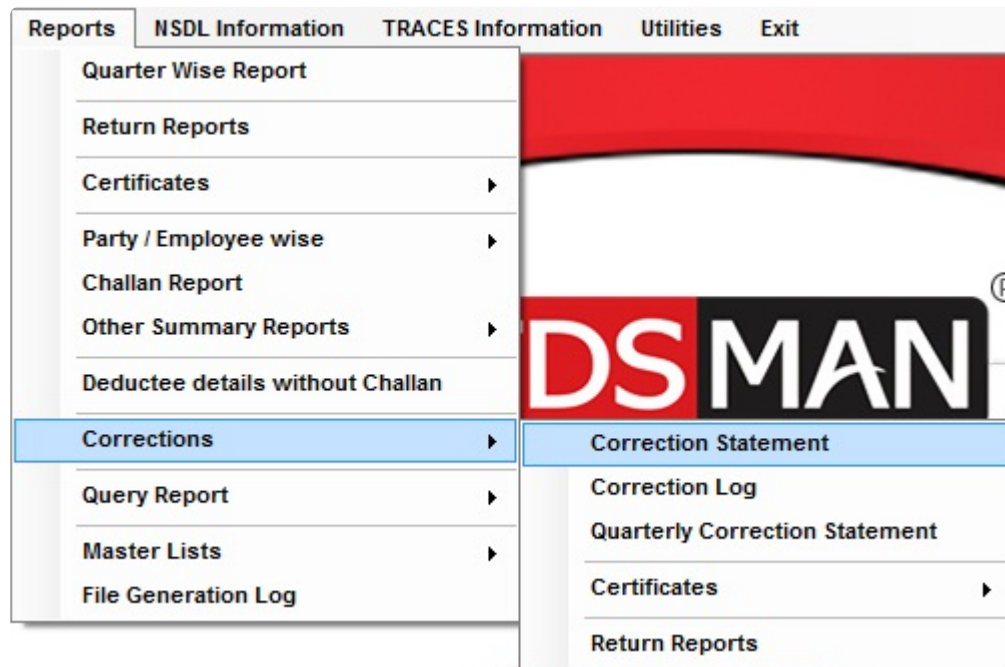 Reports NSDL Information TRACES Information Utilities Exit
Quarter Wise Report
Return Reports
Certificates
Party / Employee wise
Challan Report
Other Summary Reports
Deductee details without Challan
Corrections
Query Report
Master Lists
File Generation Log
DSMAN ®
Correction Statement
Correction Log
Quarterly Correction Statement
Certificates
Return Reports